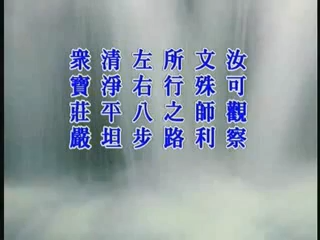 汝可觀察
文殊師利
所行之路
左右八步
清淨平坦
眾寶莊嚴